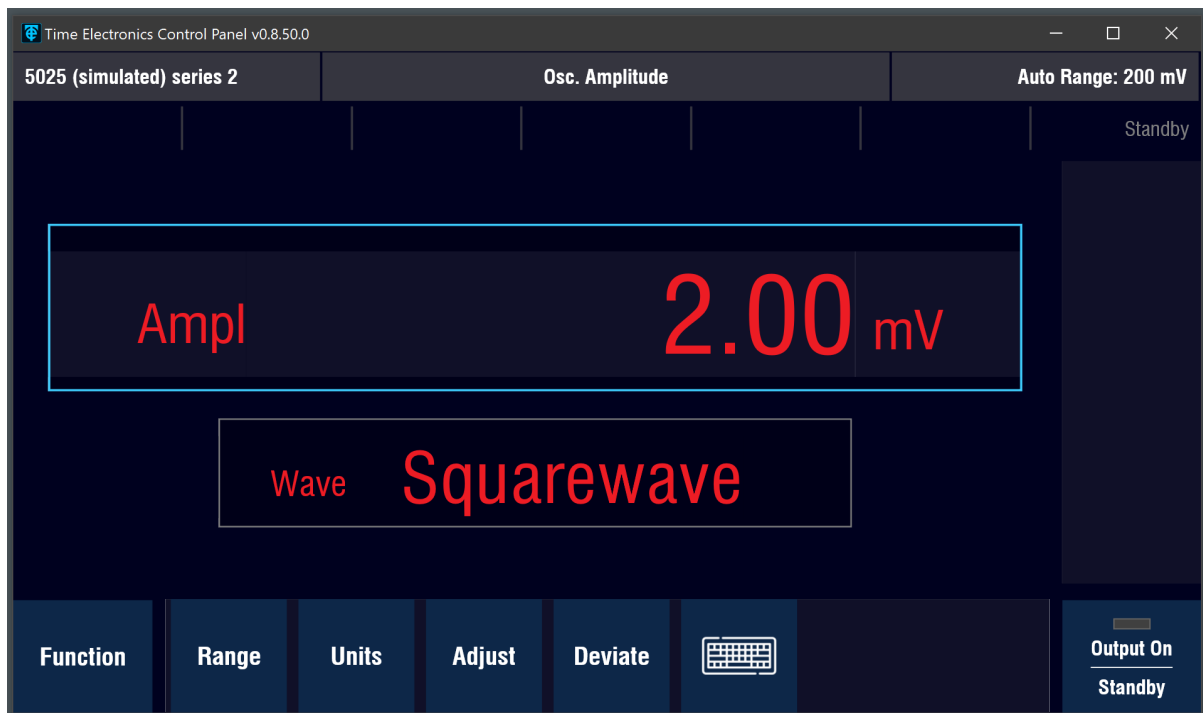 Time Electronics Control Panel v0.8.50.0
5025 (simulated) series 2 Osc. Amplitude Auto Range: 200 mV
Standby
Ampl 2.00 mV
Wave Squarewave
Function Range Units Adjust Deviate Output On
Standby